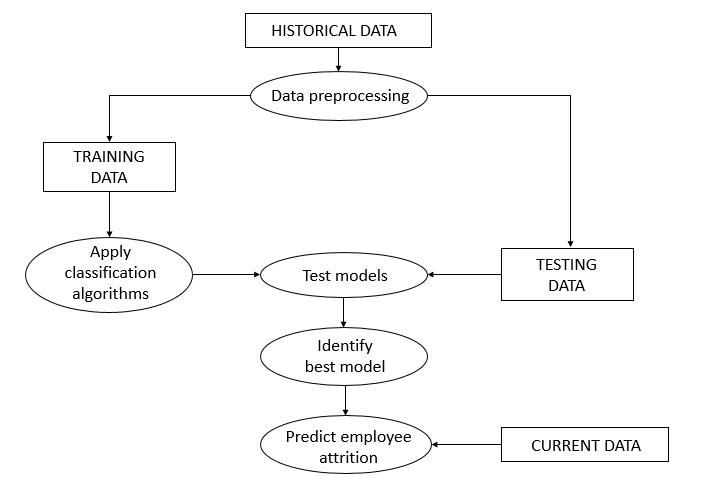 HISTORICAL DATA
Data preprocessing
TRAINING
DATA
Apply
classification
algorithms
Test models
TESTING
DATA
Identify
best model
Predict employee
attrition
CURRENT DATA